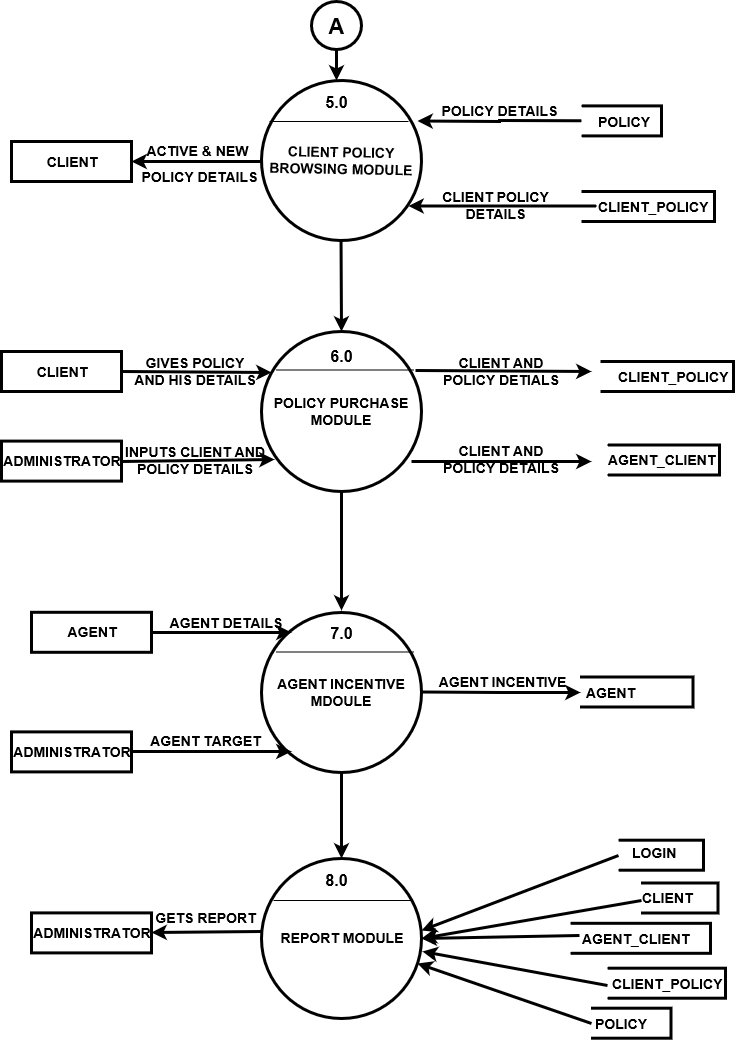 A
5.0
CLIENT POLICY
BROWSING MODULE
POLICY DETAILS
POLICY
CLIENT
ACTIVE & NEW
POLICY DETAILS
CLIENT POLICY
DETAILS
CLIENT_POLICY
6.0
POLICY PURCHASE
MODULE
CLIENT
GIVES POLICY
AND HIS DETAILS
CLIENT AND
POLICY DETIALS
CLIENT_POLICY
ADMINISTRATOR
INPUTS CLIENT AND
POLICY DETAILS
CLIENT AND
POLICY DETAILS
AGENT_CLIENT
7.0
AGENT INCENTIVE
MDOULE
AGENT
AGENT DETAILS
AGENT INCENTIVE
AGENT
ADMINISTRATOR
AGENT TARGET
8.0
REPORT MODULE
ADMINISTRATOR
GETS REPORT
LOGIN
CLIENT
AGENT_CLIENT
CLIENT_POLICY
POLICY